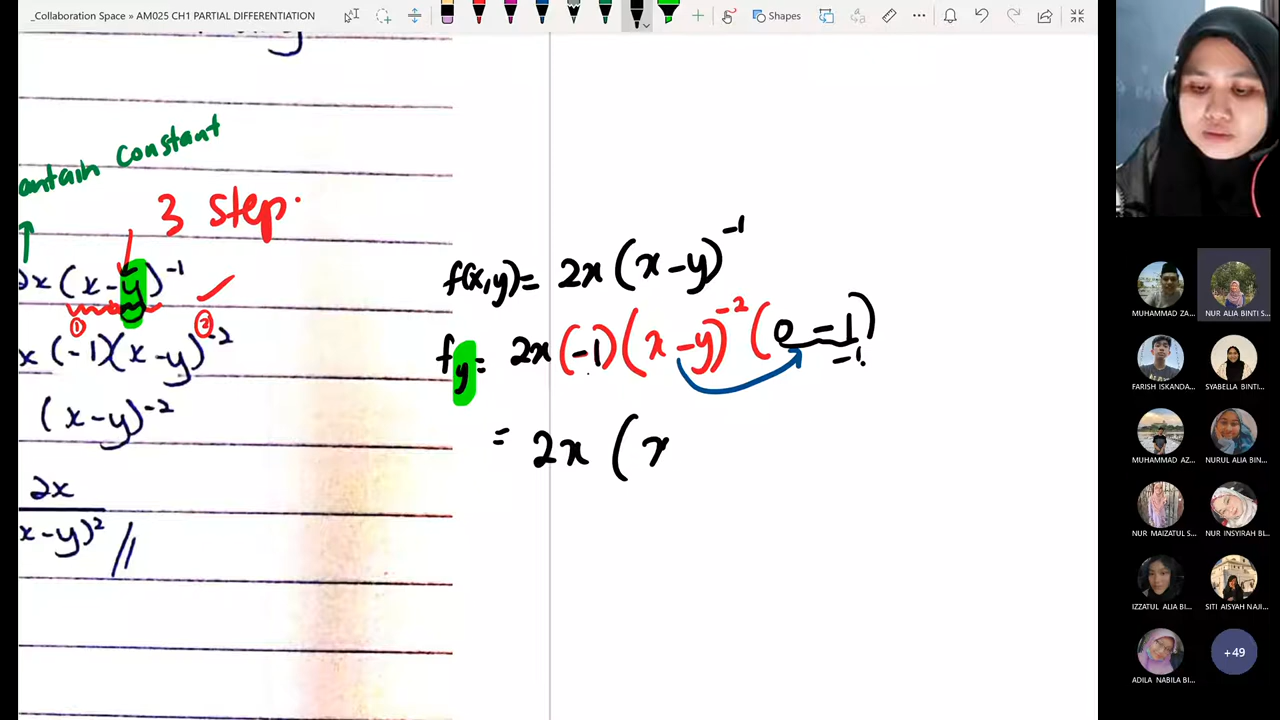 _Collaboration Space » AM025 CH1 PARTIAL DIFFERENTIATION
Shapes
constant
3 step.
2x(x-y)⁻¹
① ②
x(-1)(x-y)⁻²
(x-y)⁻²
2x
x-y)² //
f(x,y)= 2x(x-y)⁻¹
fy= 2x(-1)(x-y)⁻²(0-1)
-1
= 2x (x
MUHAMMAD ZA...
NUR ALIA BINTI S...
FARISH ISKANDA...
SYABELLA BINTI...
MUHAMMAD AZ...
NURUL ALIA BIN...
NUR MAIZATUL S...
NUR INSYIRAH BI...
IZZATUL ALIA BI...
SITI AISYAH NAJI...
ADILA NABILA BI...
+49